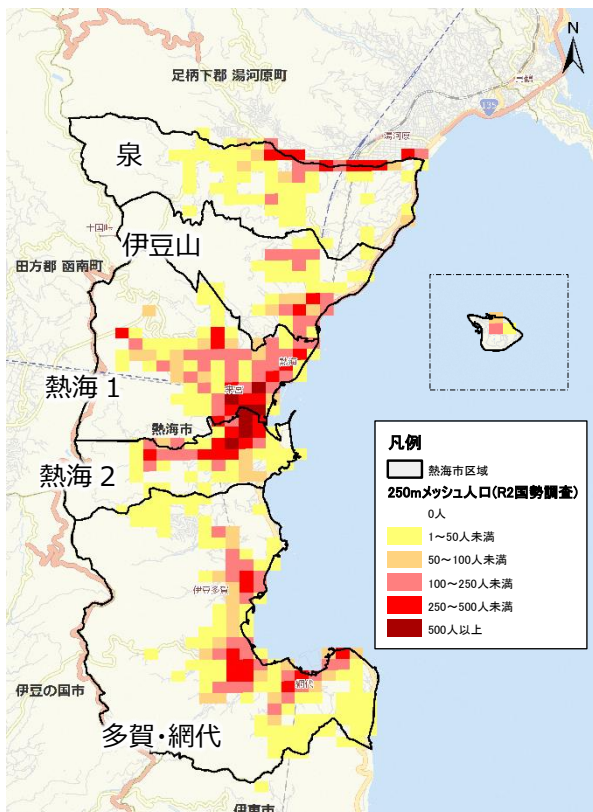 N
足柄下郡 湯河原町
135
湯河原
泉
十国峠
伊豆山
田方郡 函南町
熱海
熱海1
来宮
熱海市
熱海2
凡例
熱海市区域
250mメッシュ人口(R2国勢調査)
0人
1～50人未満
50～100人未満
100～250人未満
250～500人未満
500人以上
伊豆多賀
網代
伊豆の国市
多賀・網代
伊東市